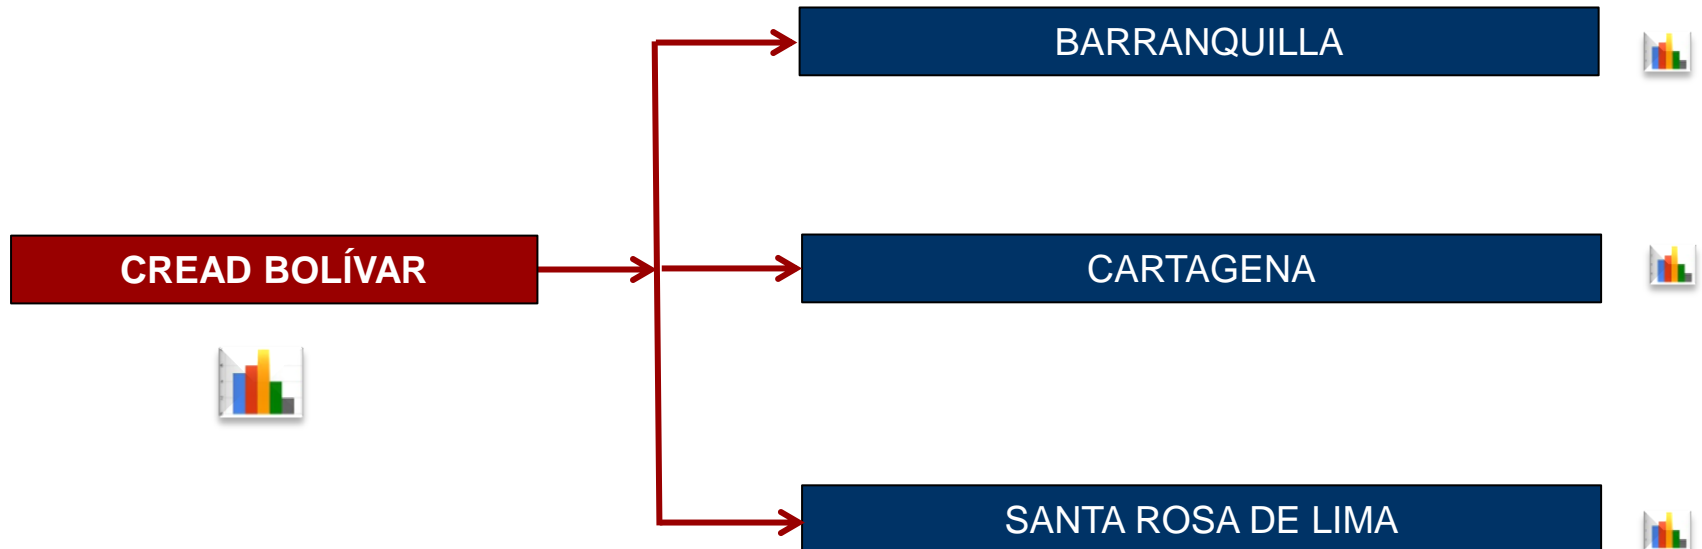 BARRANQUILLA
CREAD BOLÍVAR
CARTAGENA
SANTA ROSA DE LIMA